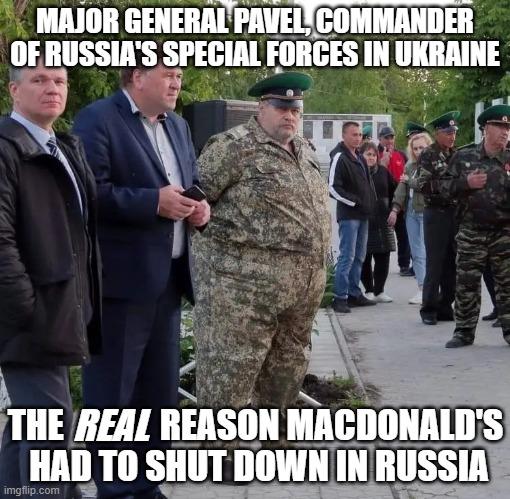 MAJOR GENERAL PAVEL, COMMANDER
OF RUSSIA'S SPECIAL FORCES IN UKRAINE
THE REAL REASON MACDONALD'S
HAD TO SHUT DOWN IN RUSSIA
imgflip.com